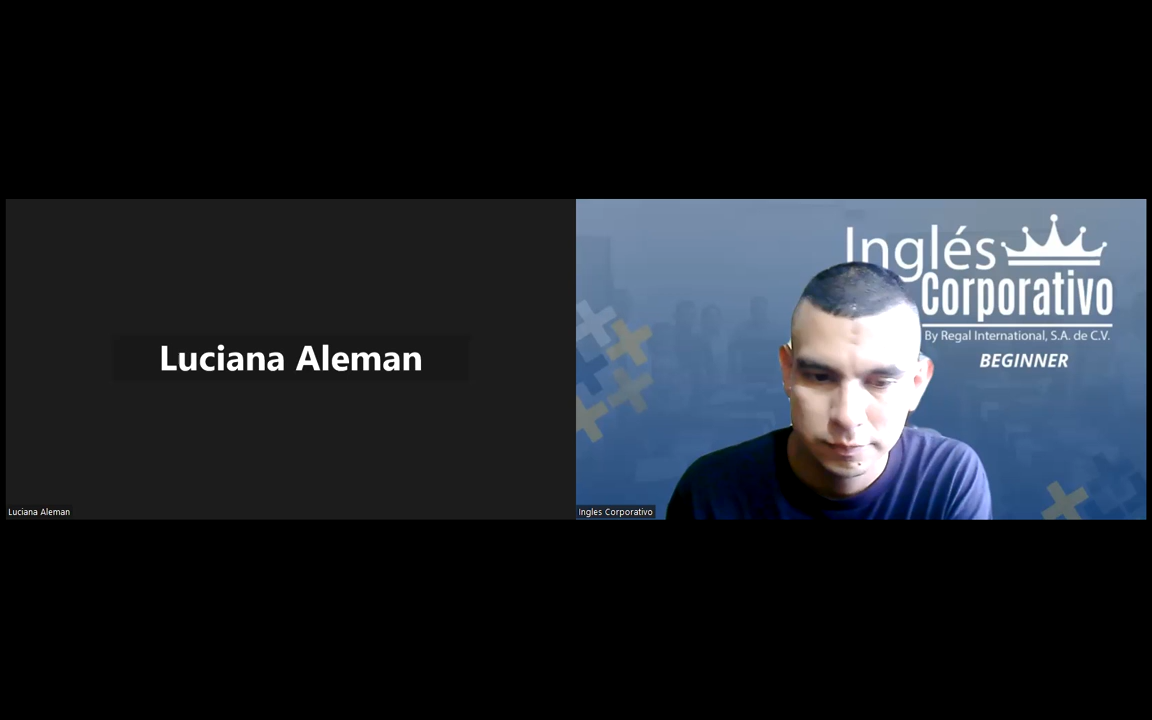 Luciana Aleman
Luciana Aleman
Inglés
Corporativo
By Regal International, S.A. de C.V.
BEGINNER
Ingles Corporativo